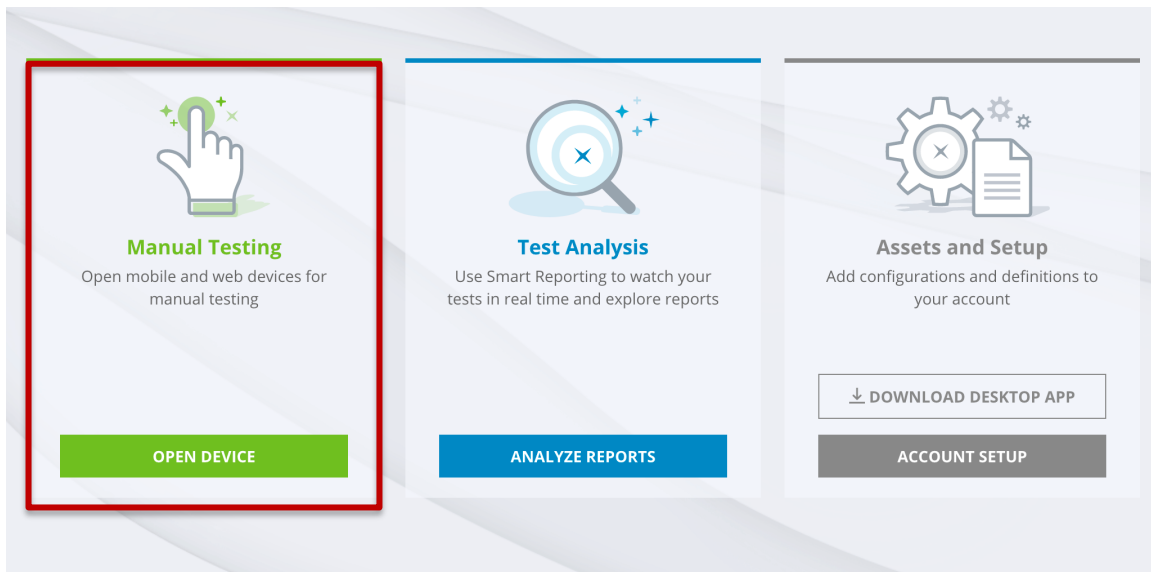 Manual Testing
Open mobile and web devices for
manual testing
OPEN DEVICE
Test Analysis
Use Smart Reporting to watch your
tests in real time and explore reports
ANALYZE REPORTS
Assets and Setup
Add configurations and definitions to
your account
DOWNLOAD DESKTOP APP
ACCOUNT SETUP